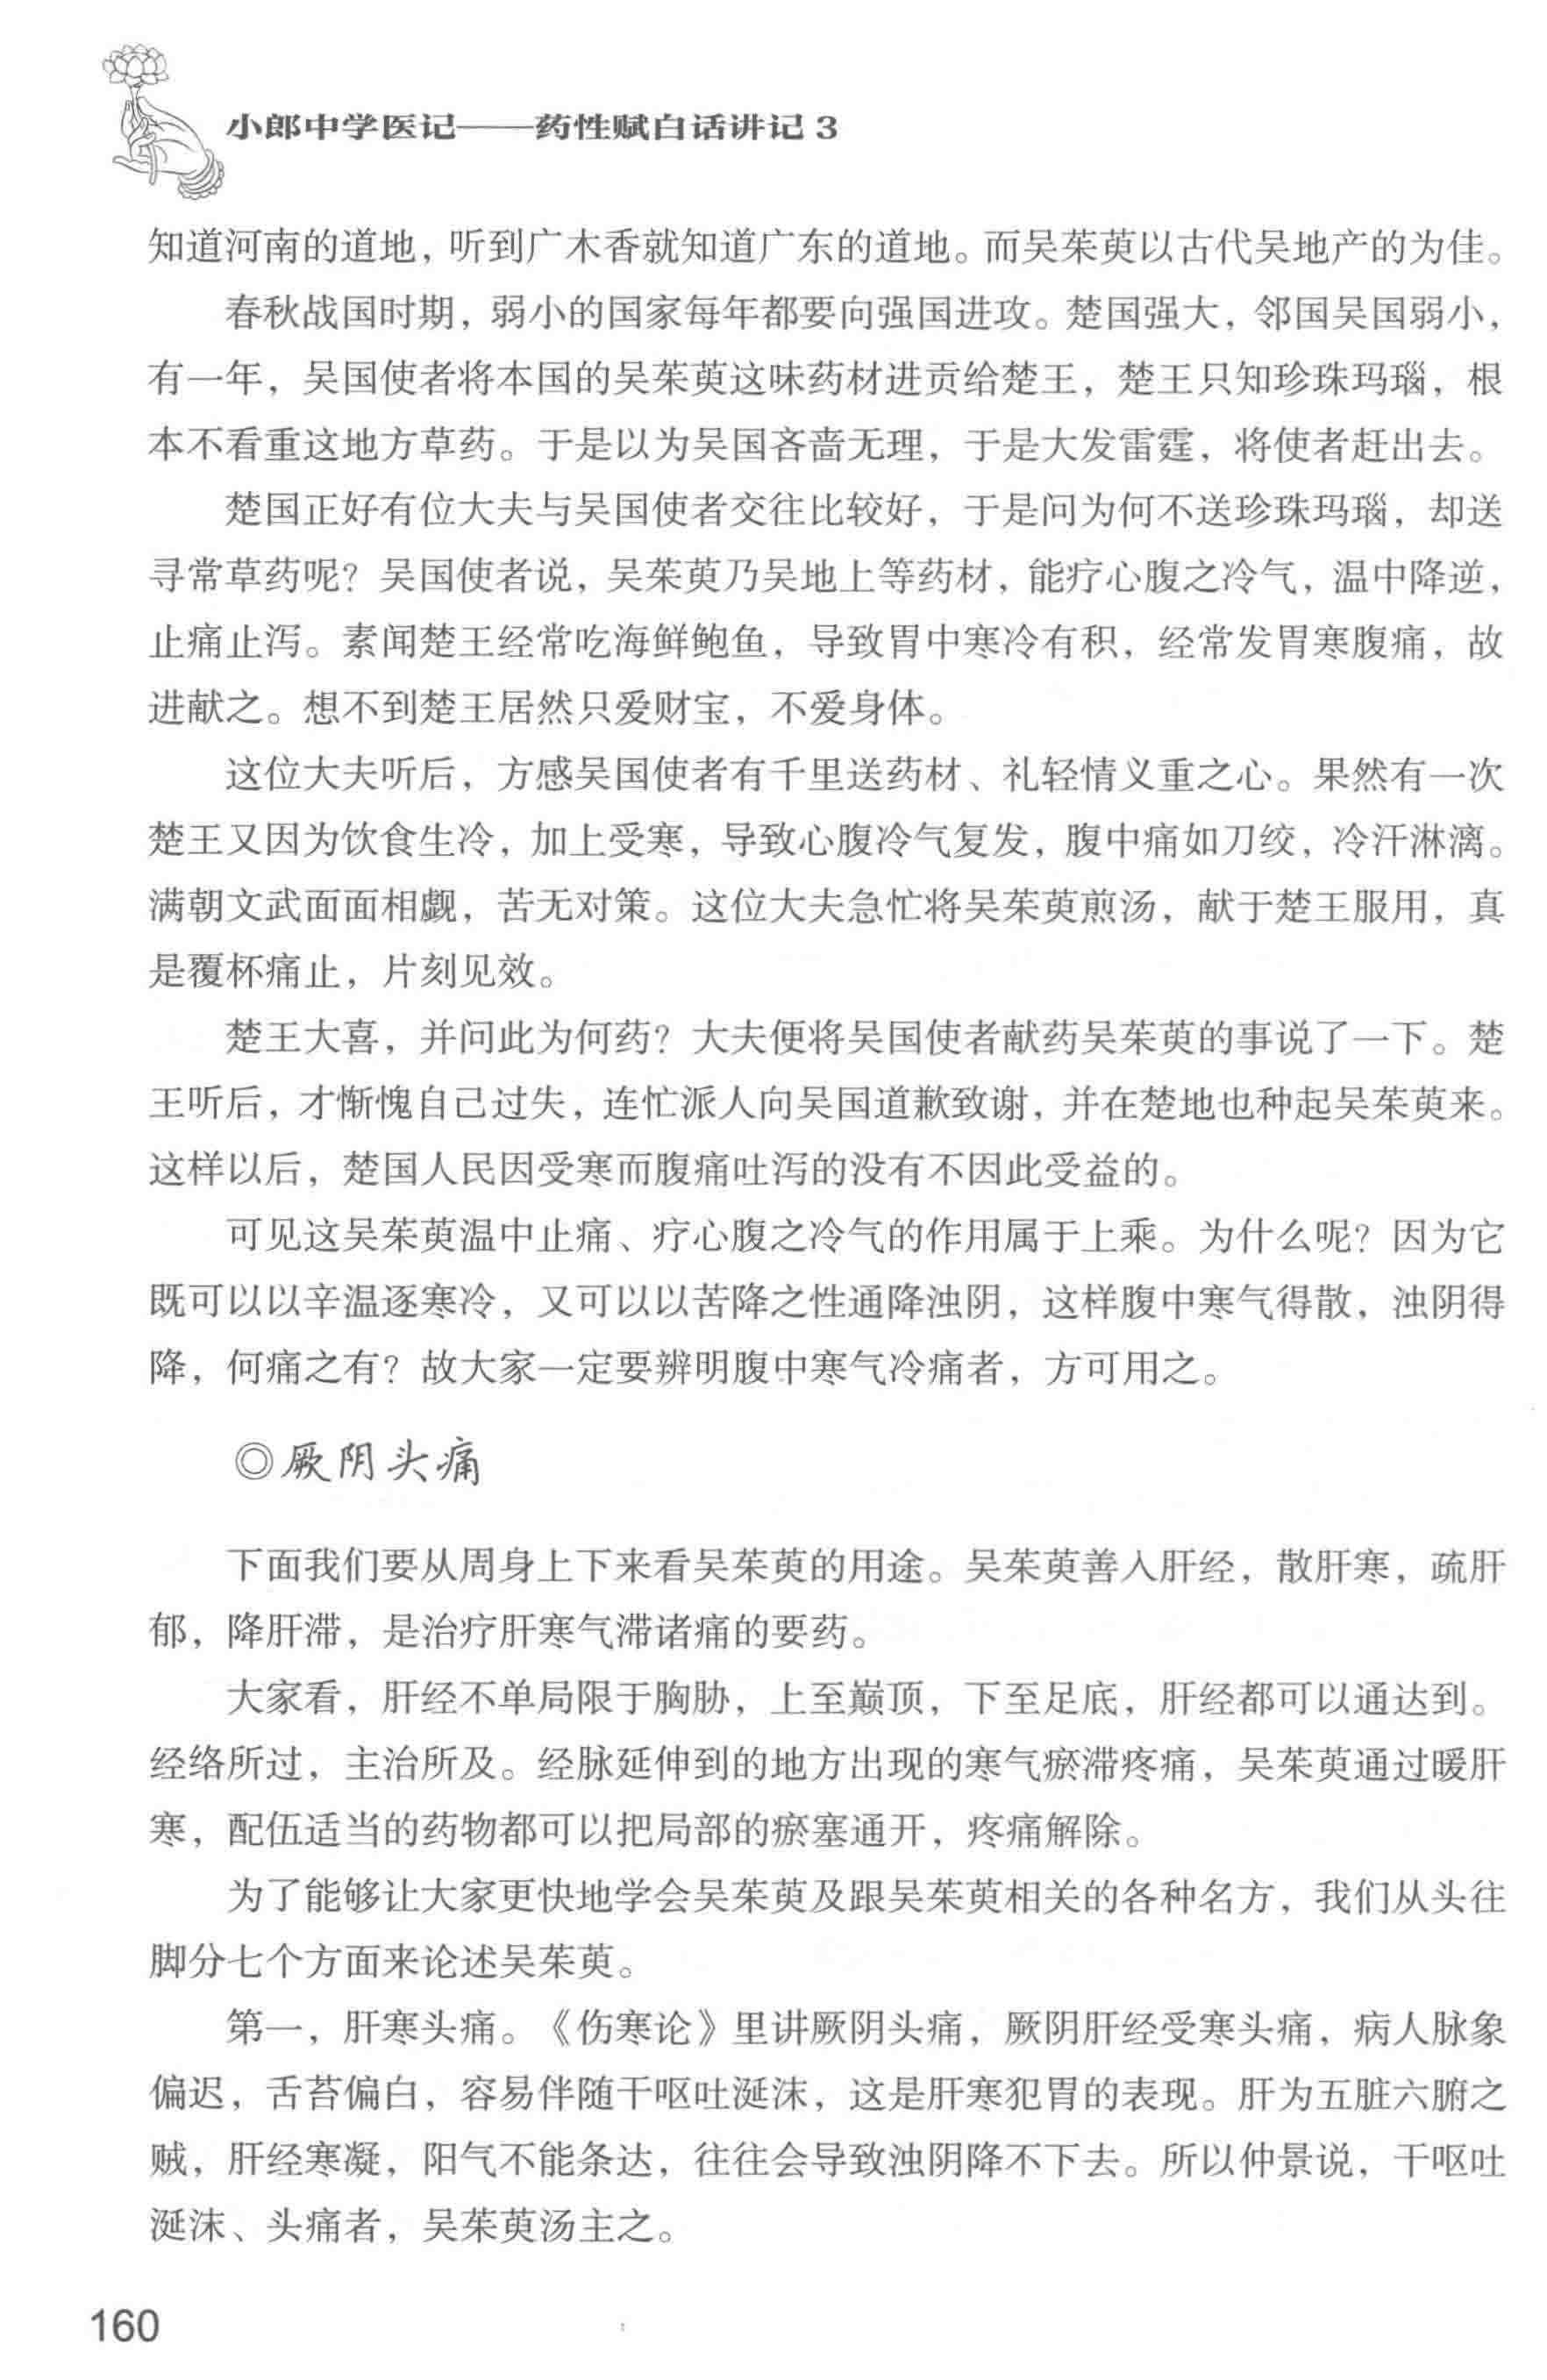 小郎中学医记——药性赋白话讲记 3
知道河南的道地，听到广木香就知道广东的道地。而吴茱萸以古代吴地产的为佳。
春秋战国时期，弱小的国家每年都要向强国进攻。楚国强大，邻国吴国弱小，
有一年，吴国使者将本国的吴茱萸这味药材进贡给楚王，楚王只知珍珠玛瑙，根
本不看重这地方草药。于是以为吴国吝啬无理，于是大发雷霆，将使者赶出去。
楚国正好有位大夫与吴国使者交往比较好，于是问为何不送珍珠玛瑙，却送
寻常草药呢？吴国使者说，吴茱萸乃吴地上等药材，能疗心腹之冷气，温中降逆，
止痛止泻。素闻楚王经常吃海鲜鲍鱼，导致胃中寒冷有积，经常发胃寒腹痛，故
进献之。想不到楚王居然只爱财宝，不爱身体。
这位大夫听后，方感吴国使者有千里送药材、礼轻情义重之心。果然有一次
楚王又因为饮食生冷，加上受寒，导致心腹冷气复发，腹中痛如刀绞，冷汗淋漓。
满朝文武面面相觑，苦无对策。这位大夫急忙将吴茱萸煎汤，献于楚王服用，真
是覆杯痛止，片刻见效。
楚王大喜，并问此为何药？大夫便将吴国使者献药吴茱萸的事说了一下。楚
王听后，才惭愧自己过失，连忙派人向吴国道歉致谢，并在楚地也种起吴茱萸来。
这样以后，楚国人民因受寒而腹痛吐泻的没有不因此受益的。
可见这吴茱萸温中止痛、疗心腹之冷气的作用属于上乘。为什么呢？因为它
既可以以辛温逐寒冷，又可以以苦降之性通降浊阴，这样腹中寒气得散，浊阴得
降，何痛之有？故大家一定要辨明腹中寒气冷痛者，方可用之。
◎厥阴头痛
下面我们要从周身上下来看吴茱萸的用途。吴茱萸善入肝经，散肝寒，疏肝
郁，降肝滞，是治疗肝寒气滞诸痛的要药。
大家看，肝经不单局限于胸胁，上至巅顶，下至足底，肝经都可以通达到。
经络所过，主治所及。经脉延伸到的地方出现的寒气瘀滞疼痛，吴茱萸通过暖肝
寒，配伍适当的药物都可以把局部的瘀塞通开，疼痛解除。
为了能够让大家更快地学会吴茱萸及跟吴茱萸相关的各种名方，我们从头往
脚分七个方面来论述吴茱萸。
第一，肝寒头痛。《伤寒论》里讲厥阴头痛，厥阴肝经受寒头痛，病人脉象
偏迟，舌苔偏白，容易伴随干呕吐涎沫，这是肝寒犯胃的表现。肝为五脏六腑之
贼，肝经寒凝，阳气不能条达，往往会导致浊阴降不下去。所以仲景说，干呕吐
涎沫、头痛者，吴茱萸汤主之。
160